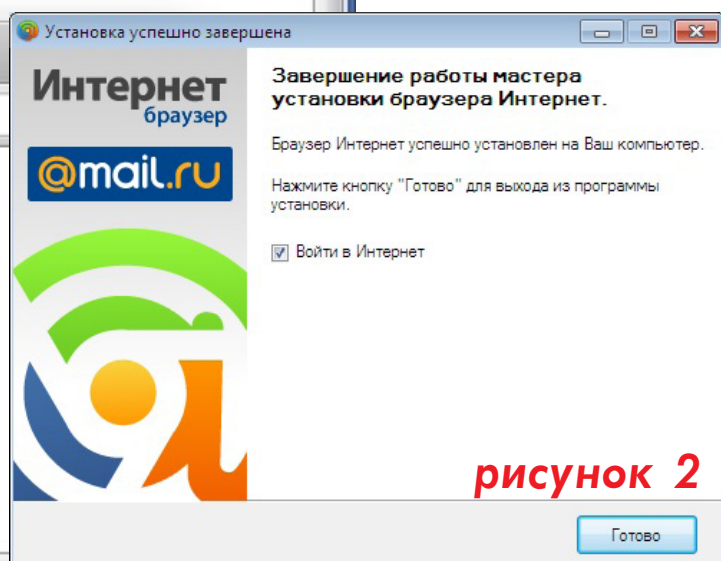 Установка успешно завершена
Интернет
браузер
@mail.ru
Завершение работы мастера
установки браузера Интернет.
Браузер Интернет успешно установлен на Ваш компьютер.
Нажмите кнопку "Готово" для выхода из программы
установки.
Войти в Интернет
рисунок 2
Готово